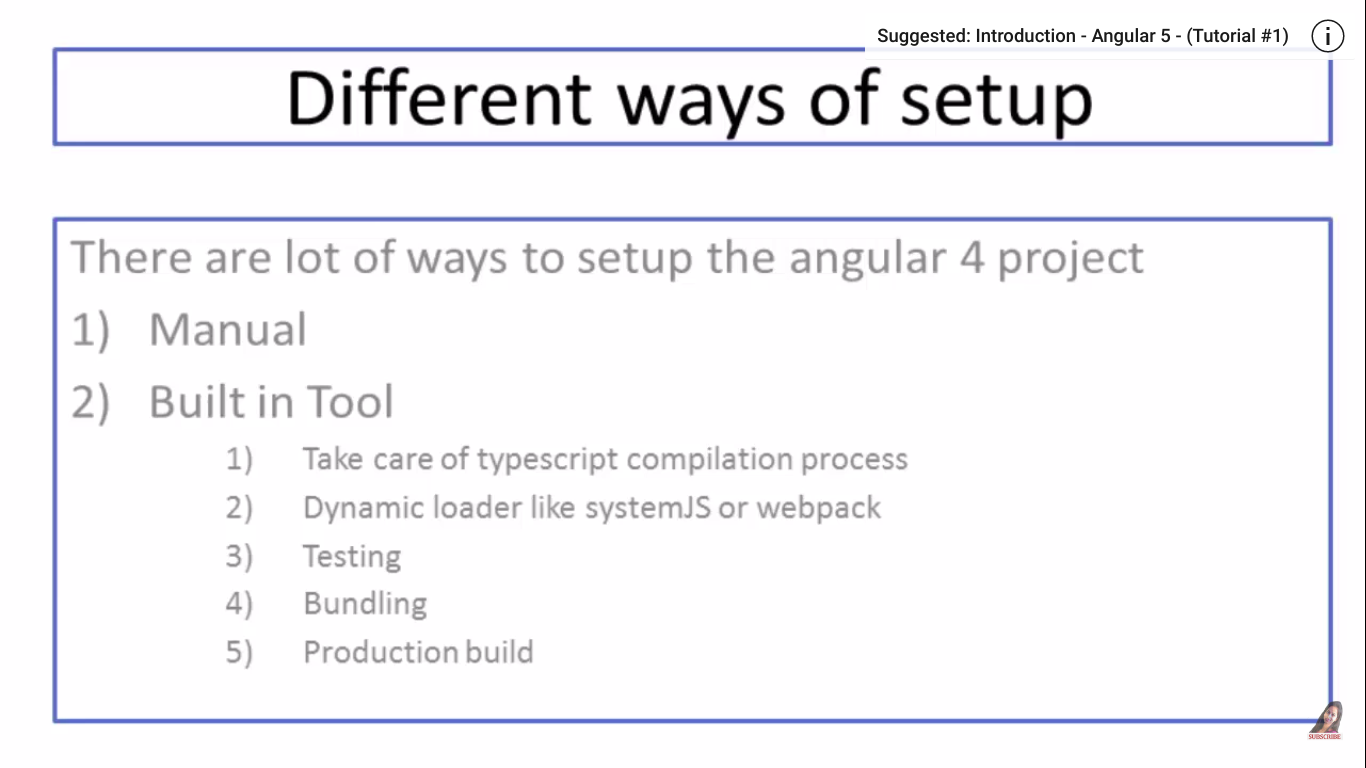 Suggested: Introduction - Angular 5 - (Tutorial #1)
Different ways of setup
There are lot of ways to setup the angular 4 project
1) Manual
2) Built in Tool
1) Take care of typescript compilation process
2) Dynamic loader like systemJS or webpack
3) Testing
4) Bundling
5) Production build
SUBSCRIBE